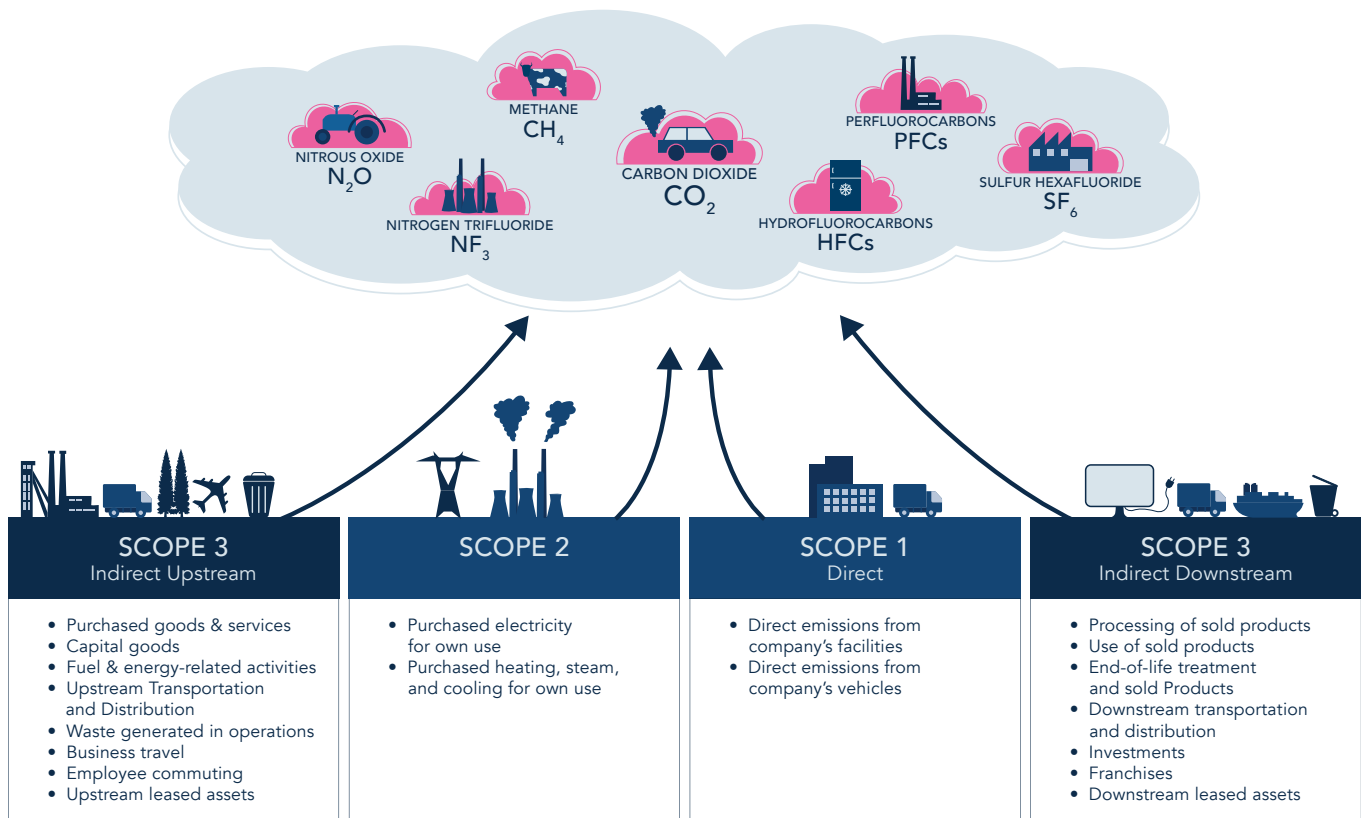 METHANE
CH₄
PERFLUOROCARBONS
PFCs
NITROUS OXIDE
N₂O
CARBON DIOXIDE
CO₂
SULFUR HEXAFLUORIDE
SF₆
NITROGEN TRIFLUORIDE
NF₃
HYDROFLUOROCARBONS
HFCs
SCOPE 3
Indirect Upstream
• Purchased goods & services
• Capital goods
• Fuel & energy-related activities
• Upstream Transportation
and Distribution
• Waste generated in operations
• Business travel
• Employee commuting
• Upstream leased assets
SCOPE 2
• Purchased electricity
for own use
• Purchased heating, steam,
and cooling for own use
SCOPE 1
Direct
• Direct emissions from
company’s facilities
• Direct emissions from
company’s vehicles
SCOPE 3
Indirect Downstream
• Processing of sold products
• Use of sold products
• End-of-life treatment
and sold Products
• Downstream transportation
and distribution
• Investments
• Franchises
• Downstream leased assets